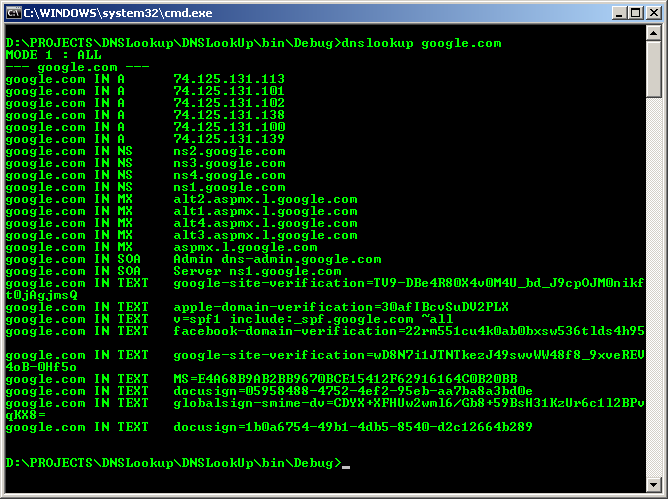 C:\WINDOWS\system32\cmd.exe
D:\PROJECTS\DNSLookup\DNSLookUp\bin\Debug>dnslookup google.com
MODE 1 : ALL
--- google.com ---
google.com IN A 74.125.131.113
google.com IN A 74.125.131.101
google.com IN A 74.125.131.102
google.com IN A 74.125.131.138
google.com IN A 74.125.131.100
google.com IN A 74.125.131.139
google.com IN NS ns2.google.com
google.com IN NS ns3.google.com
google.com IN NS ns4.google.com
google.com IN NS ns1.google.com
google.com IN MX alt2.aspmx.l.google.com
google.com IN MX alt1.aspmx.l.google.com
google.com IN MX alt4.aspmx.l.google.com
google.com IN MX alt3.aspmx.l.google.com
google.com IN MX aspmx.l.google.com
google.com IN SOA Admin dns-admin.google.com
google.com IN SOA Server ns1.google.com
google.com IN TEXT google-site-verification=TV9-DBe4R80X4v0M4U_bd_J9cpOJM0nikf
t0jAgjmsQ
google.com IN TEXT apple-domain-verification=30afIBcvSuDV2PLX
google.com IN TEXT v=spf1 include:_spf.google.com ~all
google.com IN TEXT facebook-domain-verification=22rm551cu4k0ab0bxsw536tlds4h95
google.com IN TEXT google-site-verification=wD8N7i1JTNTkezJ49swvWW48f8_9xveREV
4oB-0Hf5o
google.com IN TEXT MS=E4A68B9AB2BB9670BCE15412F62916164C0B20BB
google.com IN TEXT docusign=05958488-4752-4ef2-95eb-aa7ba8a3bd0e
google.com IN TEXT globalsign-smime-dv=CDYX+XFHUw2wml6/Gb8+59BsH31KzUr6c1l2BPv
qKX8=
google.com IN TEXT docusign=1b0a6754-49b1-4db5-8540-d2c12664b289
D:\PROJECTS\DNSLookup\DNSLookUp\bin\Debug>_